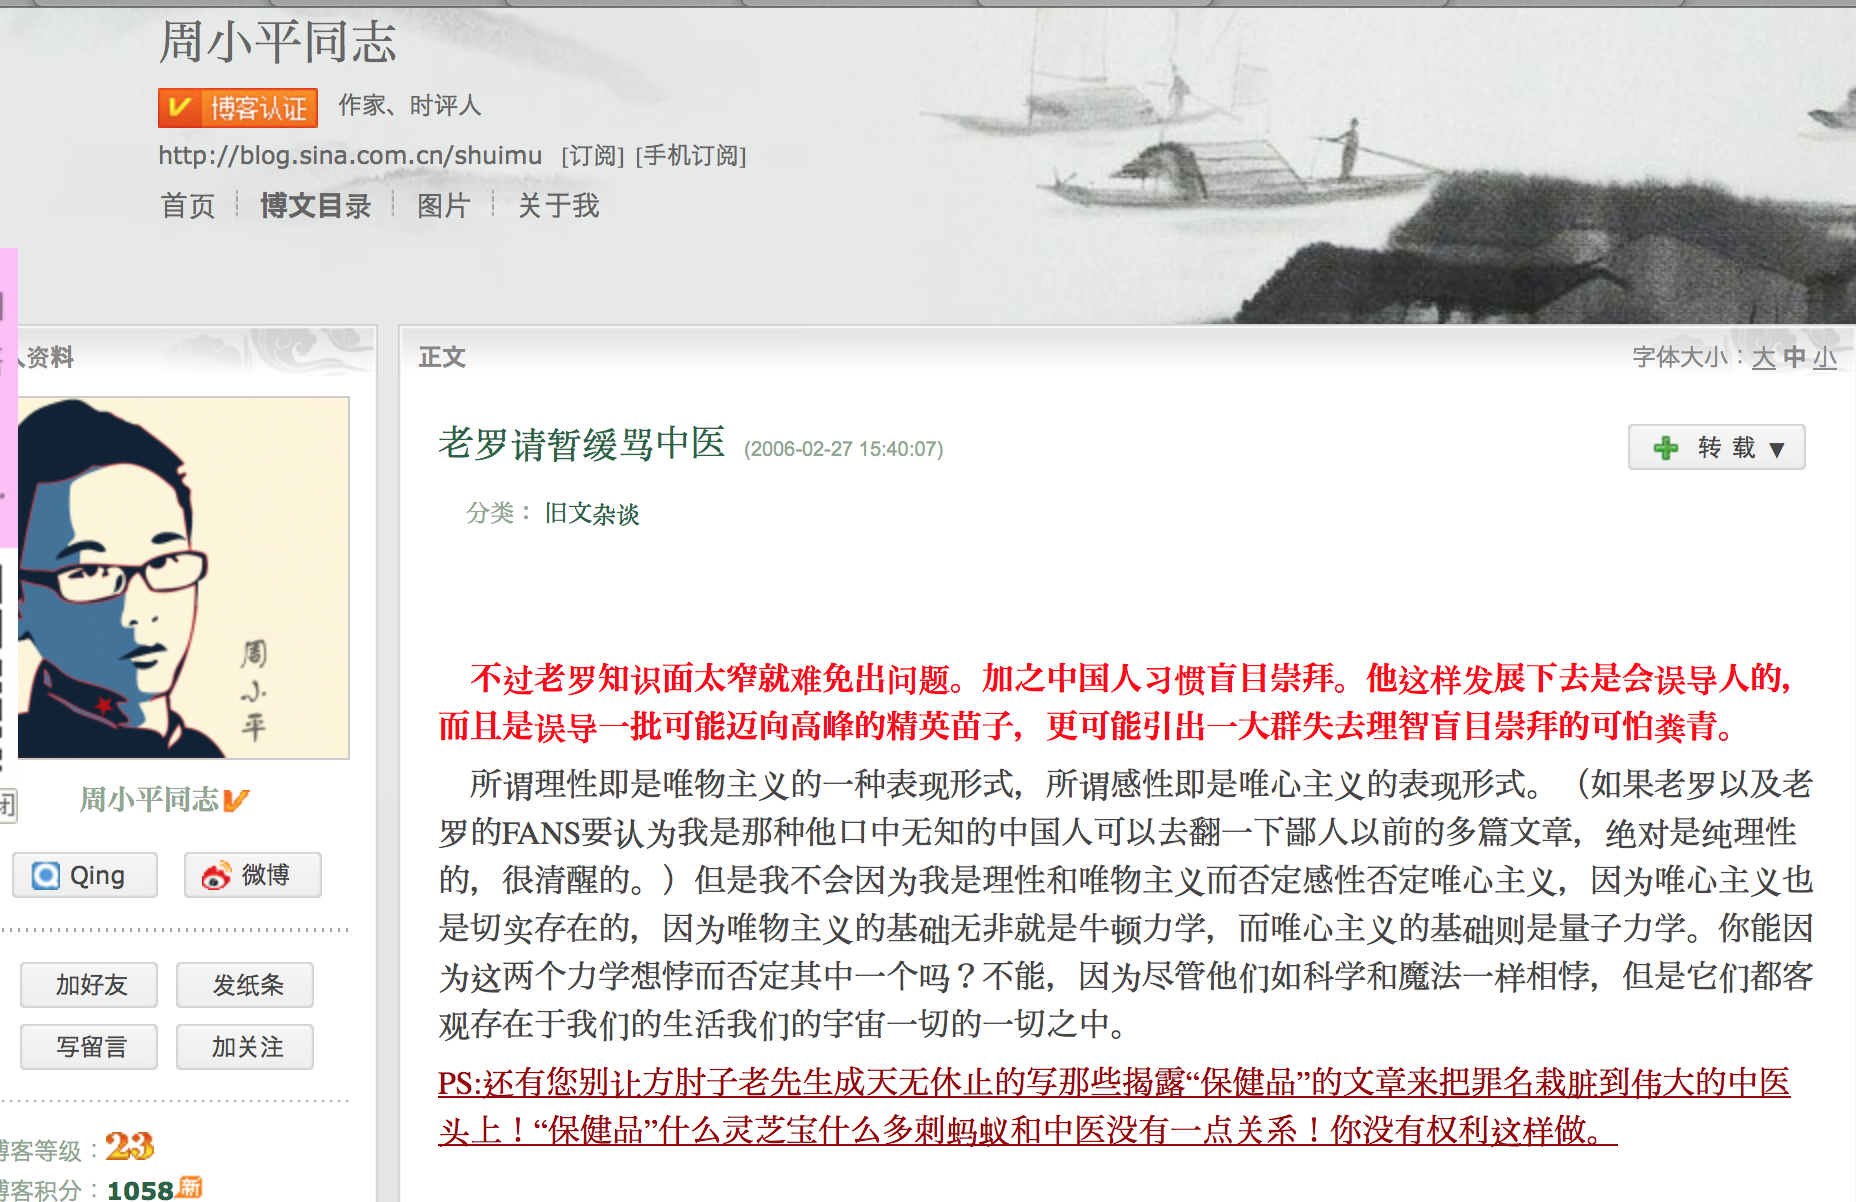 周小平同志
博客认证 作家、时评人
http://blog.sina.com.cn/shuimu [订阅] [手机订阅]
首页 博文目录 图片 关于我
资料
正文 字体大小：大 中 小
老罗请暂缓骂中医 (2006-02-27 15:40:07) 转载▼
分类： 旧文杂谈
周小平
不过老罗知识面太窄就难免出问题。加之中国人习惯盲目崇拜。他这样发展下去是会误导人的，
而且是误导一批可能迈向高峰的精英苗子，更可能引出一大群失去理智盲目崇拜的可怕粪青。
所谓理性即是唯物主义的一种表现形式，所谓感性即是唯心主义的表现形式。（如果老罗以及老
罗的FANS要认为我是那种他口中无知的中国人可以去翻一下鄙人以前的多篇文章，绝对是纯理性
的，很清醒的。）但是我不会因为我是理性和唯物主义而否定感性否定唯心主义，因为唯心主义也
是切实存在的，因为唯物主义的基础无非就是牛顿力学，而唯心主义的基础则是量子力学。你能因
为这两个力学想悖而否定其中一个吗？不能，因为尽管他们如科学和魔法一样相悖，但是它们都客
观存在于我们的生活我们的宇宙一切的一切之中。
PS:还有您别让方肘子老先生成天无休止的写那些揭露“保健品”的文章来把罪名栽脏到伟大的中医
头上！“保健品”什么灵芝宝什么多刺蚂蚁和中医没有一点关系！你没有权利这样做。
周小平同志
Qing 微博
加好友 发纸条
写留言 加关注
博客等级：23
博客积分：1058 新